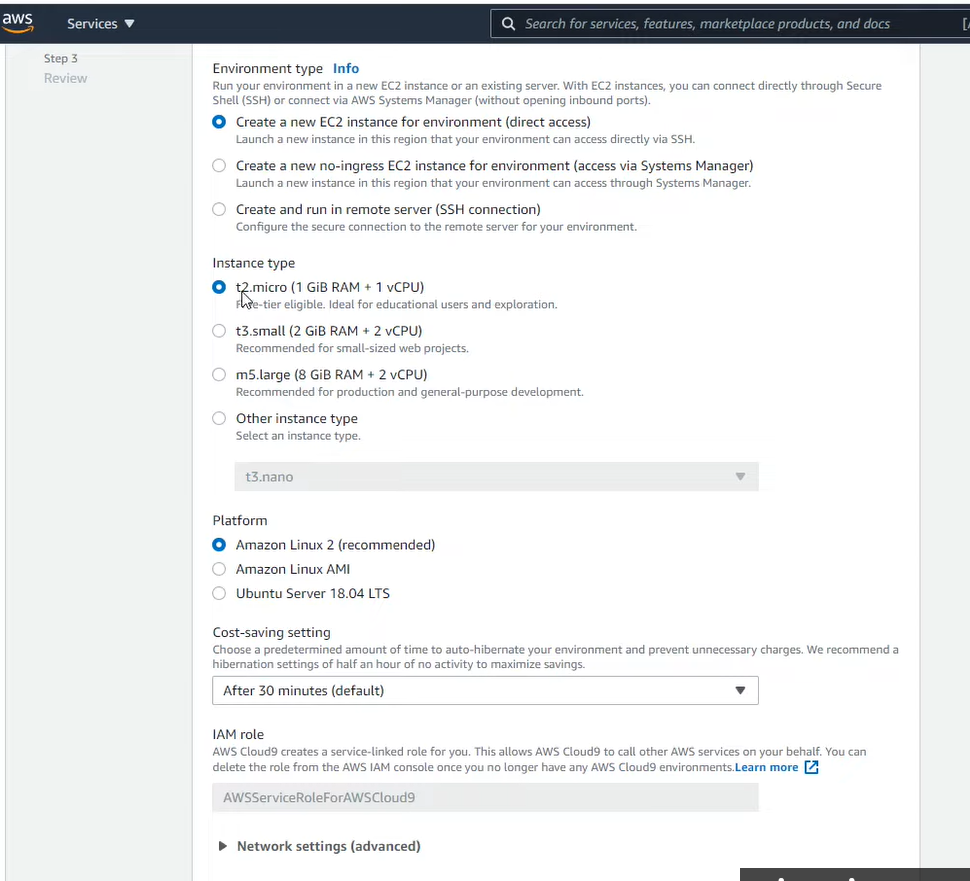 aws
Services
Search for services, features, marketplace products, and docs
[
Step 3
Review
Environment type Info
Run your environment in a new EC2 instance or an existing server. With EC2 instances, you can connect directly through Secure
Shell (SSH) or connect via AWS Systems Manager (without opening inbound ports).
Create a new EC2 instance for environment (direct access)
Launch a new instance in this region that your environment can access directly via SSH.
Create a new no-ingress EC2 instance for environment (access via Systems Manager)
Launch a new instance in this region that your environment can access through Systems Manager.
Create and run in remote server (SSH connection)
Configure the secure connection to the remote server for your environment.
Instance type
t2.micro (1 GiB RAM + 1 vCPU)
Free-tier eligible. Ideal for educational users and exploration.
t3.small (2 GiB RAM + 2 vCPU)
Recommended for small-sized web projects.
m5.large (8 GiB RAM + 2 vCPU)
Recommended for production and general-purpose development.
Other instance type
Select an instance type.
t3.nano
Platform
Amazon Linux 2 (recommended)
Amazon Linux AMI
Ubuntu Server 18.04 LTS
Cost-saving setting
Choose a predetermined amount of time to auto-hibernate your environment and prevent unnecessary charges. We recommend a
hibernation settings of half an hour of no activity to maximize savings.
After 30 minutes (default)
IAM role
AWS Cloud9 creates a service-linked role for you. This allows AWS Cloud9 to call other AWS services on your behalf. You can
delete the role from the AWS IAM console once you no longer have any AWS Cloud9 environments.Learn more
AWSServiceRoleForAWSCloud9
Network settings (advanced)